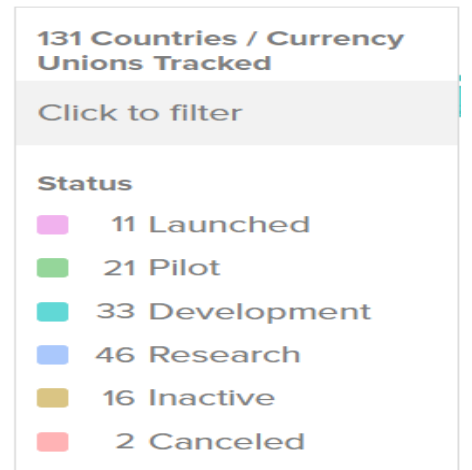 131 Countries / Currency
Unions Tracked
Click to filter
Status
11 Launched
21 Pilot
33 Development
46 Research
16 Inactive
2 Canceled